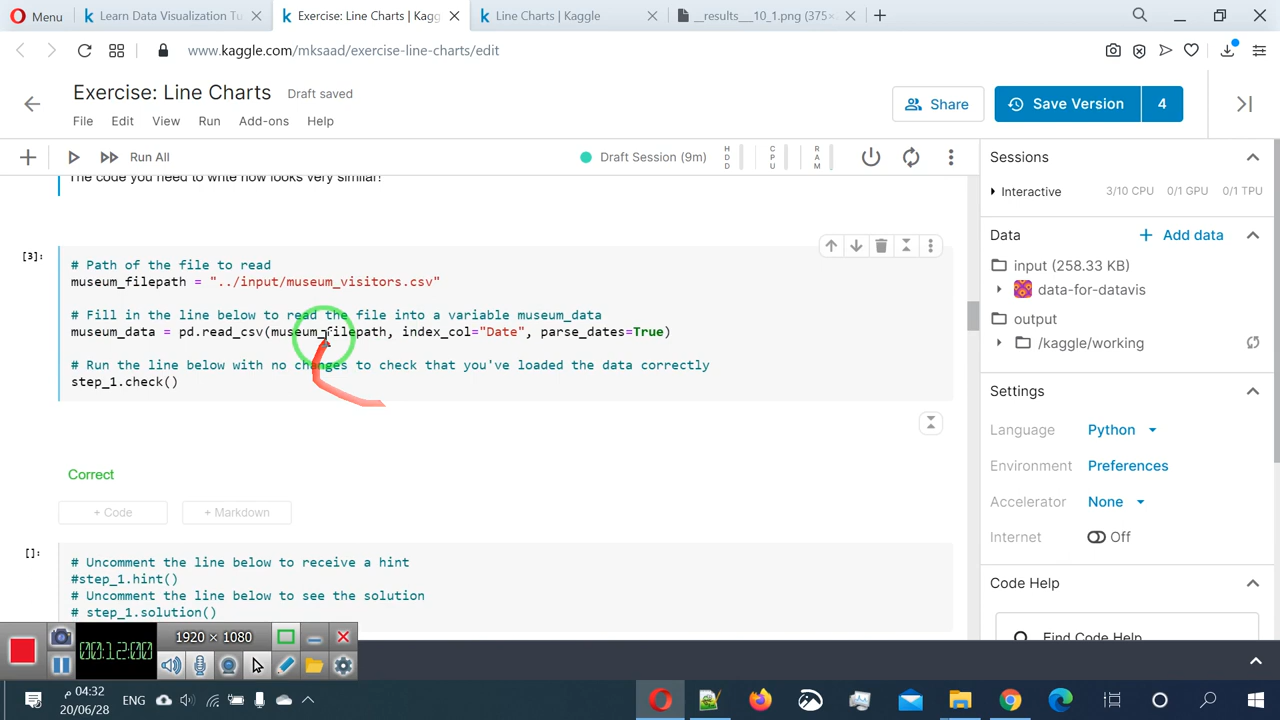 Menu
Learn Data Visualization Tu
Exercise: Line Charts | Kagg
Line Charts | Kaggle
__results___10_1.png (375×
www.kaggle.com/mksaad/exercise-line-charts/edit
Exercise: Line Charts
Draft saved
Share
Save Version
4
File
Edit
View
Run
Add-ons
Help
Run All
Draft Session (9m)
HDD
CPU
RAM
Sessions
Interactive
3/10 CPU
0/1 GPU
0/1 TPU
Data
+ Add data
input (258.33 KB)
data-for-datavis
output
/kaggle/working
Settings
Language
Python
Environment
Preferences
Accelerator
None
Internet
Off
Code Help
Find Code Help
The code you need to write now looks very similar!
[3]:
# Path of the file to read
museum_filepath = "../input/museum_visitors.csv"
# Fill in the line below to read the file into a variable museum_data
museum_data = pd.read_csv(museum_filepath, index_col="Date", parse_dates=True)
# Run the line below with no changes to check that you've loaded the data correctly
step_1.check()
Correct
+ Code
+ Markdown
[]:
# Uncomment the line below to receive a hint
#step_1.hint()
# Uncomment the line below to see the solution
# step_1.solution()
00:12:00
1920 × 1080
04:32 م
20/06/28
ENG